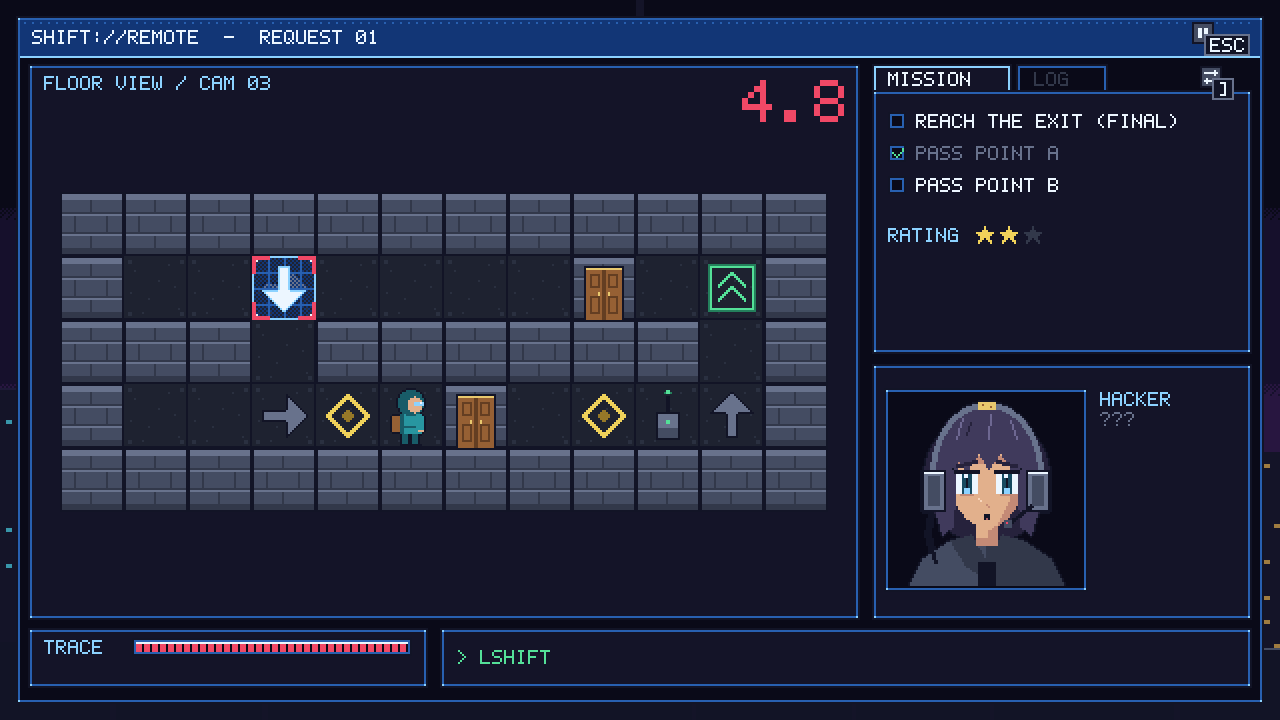 SHIFT://REMOTE - REQUEST 01
ESC
FLOOR VIEW / CAM 03
4.8
MISSION
LOG
]
REACH THE EXIT (FINAL)
PASS POINT A
PASS POINT B
RATING
HACKER
???
TRACE
> LSHIFT